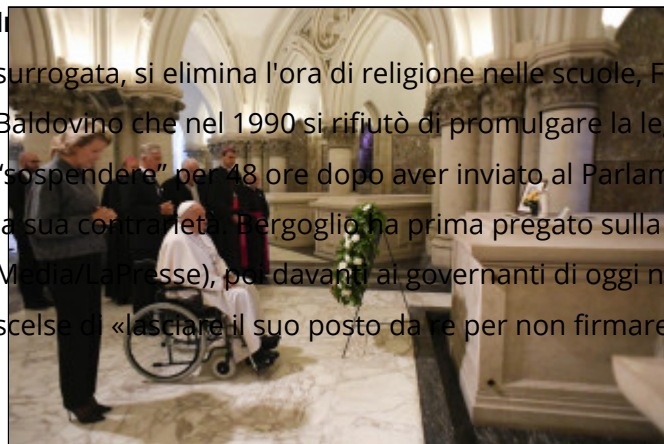 surrogata, si elimina l'ora di religione nelle scuole, F
Baldovino che nel 1990 si rifiutò di promulgare la le
“sospendere” per 48 ore dopo aver inviato al Parlam
a sua contrarietà. Bergoglio ha prima pregato sulla
Media/LaPresse), poi davanti ai governanti di oggi n
scelse di «lasciare il suo posto da re per non firmare